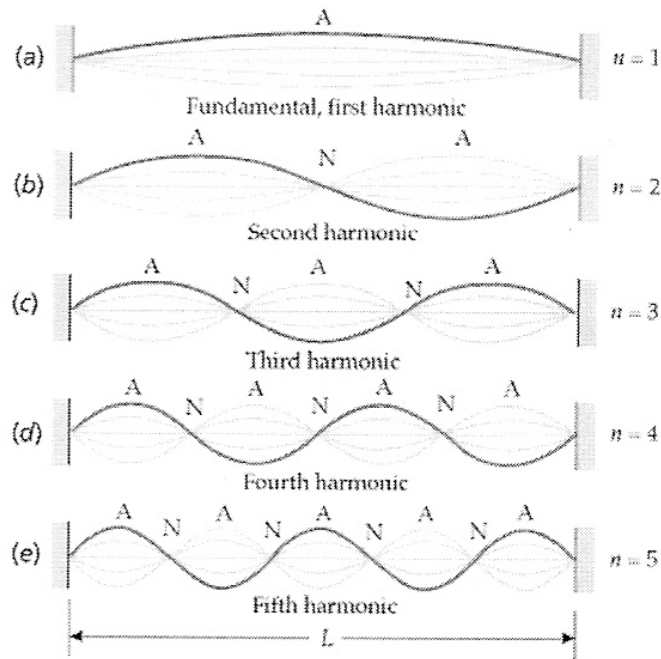 A
(a) n = 1
Fundamental, first harmonic
A N A
(b) n = 2
Second harmonic
A N A N A
(c) n = 3
Third harmonic
A N A N A N A
(d) n = 4
Fourth harmonic
A N A N A N A N A
(e) n = 5
Fifth harmonic
L